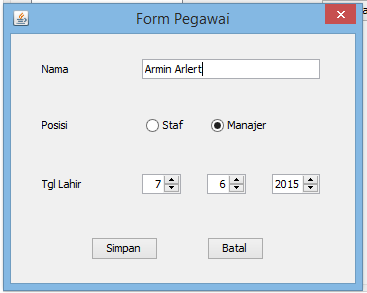 Form Pegawai
Nama Armin Arlert
Posisi Staf Manajer
Tgl Lahir 7 6 2015
Simpan Batal